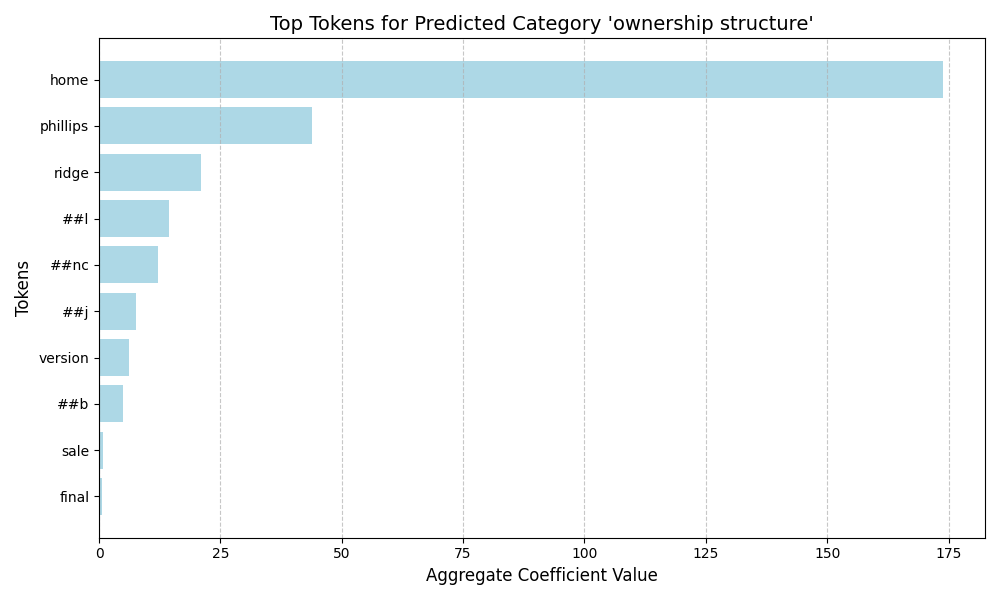 Top Tokens for Predicted Category 'ownership structure'
home
phillips
ridge
##l
##nc
##j
version
##b
sale
final
Tokens
0 25 50 75 100 125 150 175
Aggregate Coefficient Value